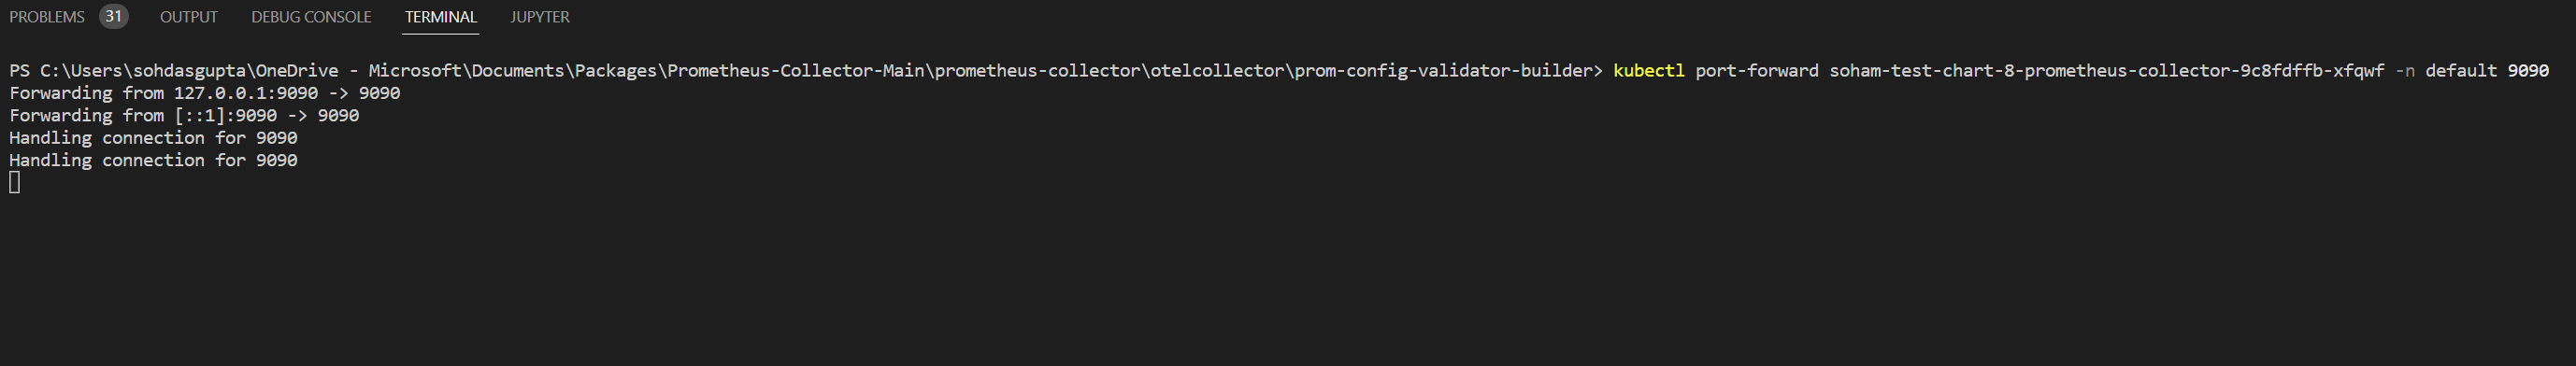 PROBLEMS 31 OUTPUT DEBUG CONSOLE TERMINAL JUPYTER
PS C:\Users\sohdasgupta\OneDrive - Microsoft\Documents\Packages\Prometheus-Collector-Main\prometheus-collector\otelcollector\prom-config-validator-builder> kubectl port-forward soham-test-chart-8-prometheus-collector-9c8fdffb-xfqwf -n default 9090
Forwarding from 127.0.0.1:9090 -> 9090
Forwarding from [::1]:9090 -> 9090
Handling connection for 9090
Handling connection for 9090